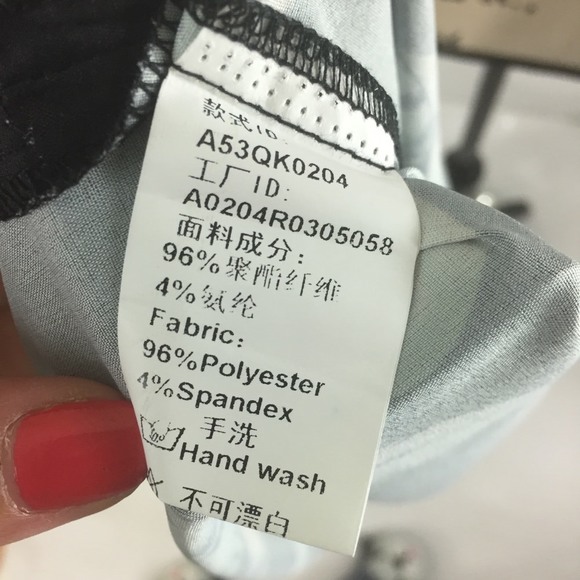 款式ID:
A53QK0204
工厂ID:
A0204R0305058
面料成分:
96%聚酯纤维
4%氨纶
Fabric:
96%Polyester
4%Spandex
手洗
Hand wash
不可漂白